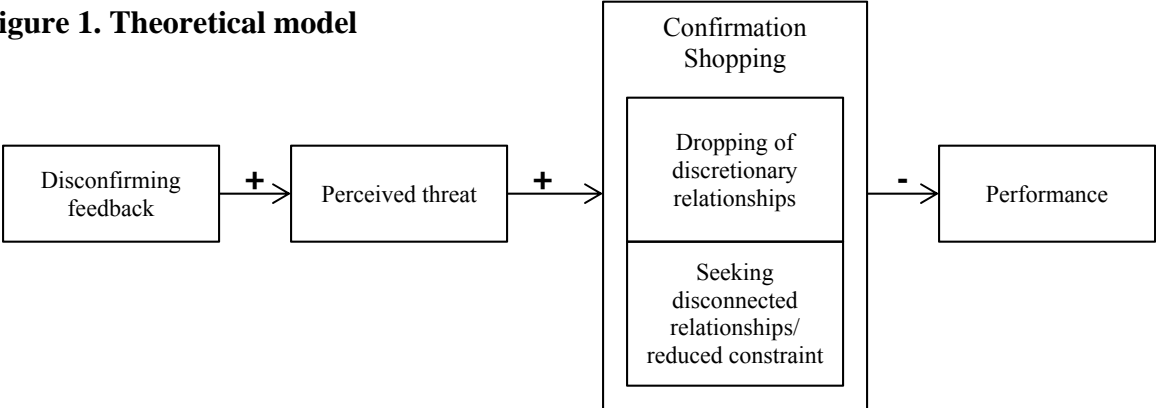 igure 1. Theoretical model
Confirmation
Shopping
Disconfirming
feedback
+
Perceived threat
+
Dropping of
discretionary
relationships
Seeking
disconnected
relationships/
reduced constraint
-
Performance